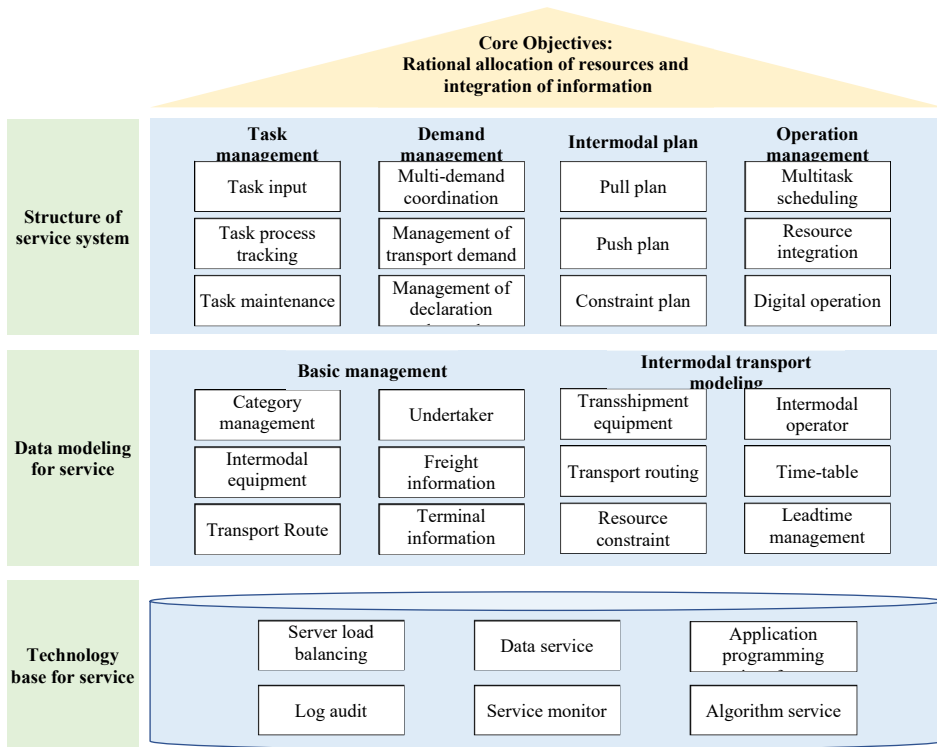 Core Objectives:
Rational allocation of resources and
integration of information
Structure of
service system
Task
management
Demand
management
Intermodal plan
Operation
management
Task input
Multi-demand
coordination
Pull plan
Multitask
scheduling
Task process
tracking
Management of
transport demand
Push plan
Resource
integration
Task maintenance
Management of
declaration
Constraint plan
Digital operation
Data modeling
for service
Basic management
Intermodal transport
modeling
Category
management
Undertaker
Transshipment
equipment
Intermodal
operator
Intermodal
equipment
Freight
information
Transport routing
Time-table
Transport Route
Terminal
information
Resource
constraint
Leadtime
management
Technology
base for service
Server load
balancing
Data service
Application
programming
Log audit
Service monitor
Algorithm service